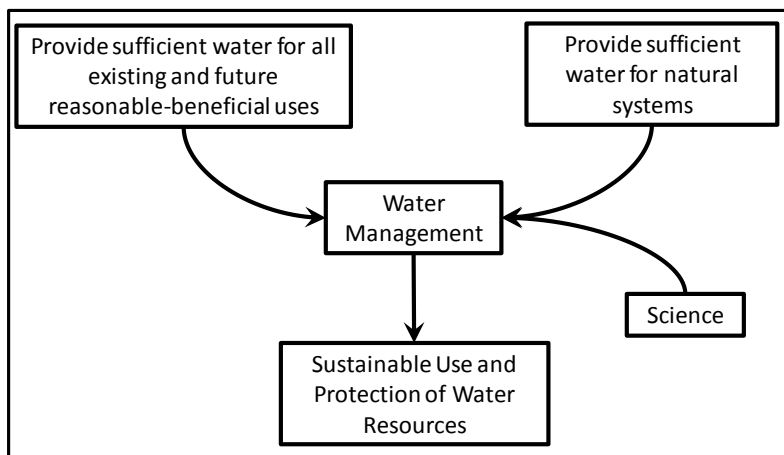 Provide sufficient water for all
existing and future
reasonable-beneficial uses
Provide sufficient
water for natural
systems
Water
Management
Science
Sustainable Use and
Protection of Water
Resources